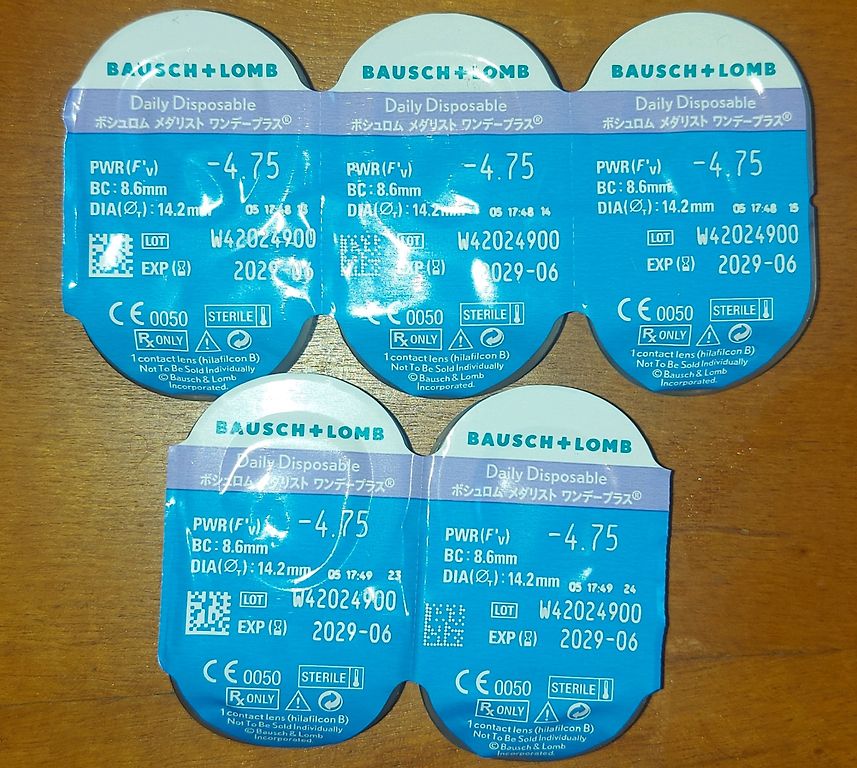 BAUSCH+LOMB
Daily Disposable
ボシュロム メダリスト ワンデープラス®
PWR(F'v) -4.75
BC: 8.6mm
DIA(Ø, T): 14.2mm 05 17:48 13
LOT W42024900
EXP 2029-06
CE 0050 STERILE
Rx ONLY
1 contact lens (hilafilcon B)
Not To Be Sold Individually
© Bausch & Lomb
Incorporated.
BAUSCH+LOMB
Daily Disposable
ボシュロム メダリスト ワンデープラス®
PWR(F'v) -4.75
BC: 8.6mm
DIA(Ø, T): 14.2mm 05 17:48 14
LOT W42024900
EXP 2029-06
CE 0050 STERILE
Rx ONLY
1 contact lens (hilafilcon B)
Not To Be Sold Individually
© Bausch & Lomb
Incorporated.
BAUSCH+LOMB
Daily Disposable
ボシュロム メダリスト ワンデープラス®
PWR(F'v) -4.75
BC: 8.6mm
DIA(Ø, T): 14.2mm 05 17:48 15
LOT W42024900
EXP 2029-06
CE 0050 STERILE
Rx ONLY
1 contact lens (hilafilcon B)
Not To Be Sold Individually
© Bausch & Lomb
Incorporated.
BAUSCH+LOMB
Daily Disposable
ボシュロム メダリスト ワンデープラス®
PWR(F'v) -4.75
BC: 8.6mm
DIA(Ø, T): 14.2mm 05 17:49 23
LOT W42024900
EXP 2029-06
CE 0050 STERILE
Rx ONLY
1 contact lens (hilafilcon B)
Not To Be Sold Individually
© Bausch & Lomb
Incorporated.
BAUSCH+LOMB
Daily Disposable
ボシュロム メダリスト ワンデープラス®
PWR(F'v) -4.75
BC: 8.6mm
DIA(Ø, T): 14.2mm 05 17:49 24
LOT W42024900
EXP 2029-06
CE 0050 STERILE
Rx ONLY
1 contact lens (hilafilcon B)
Not To Be Sold Individually
© Bausch & Lomb
Incorporated.